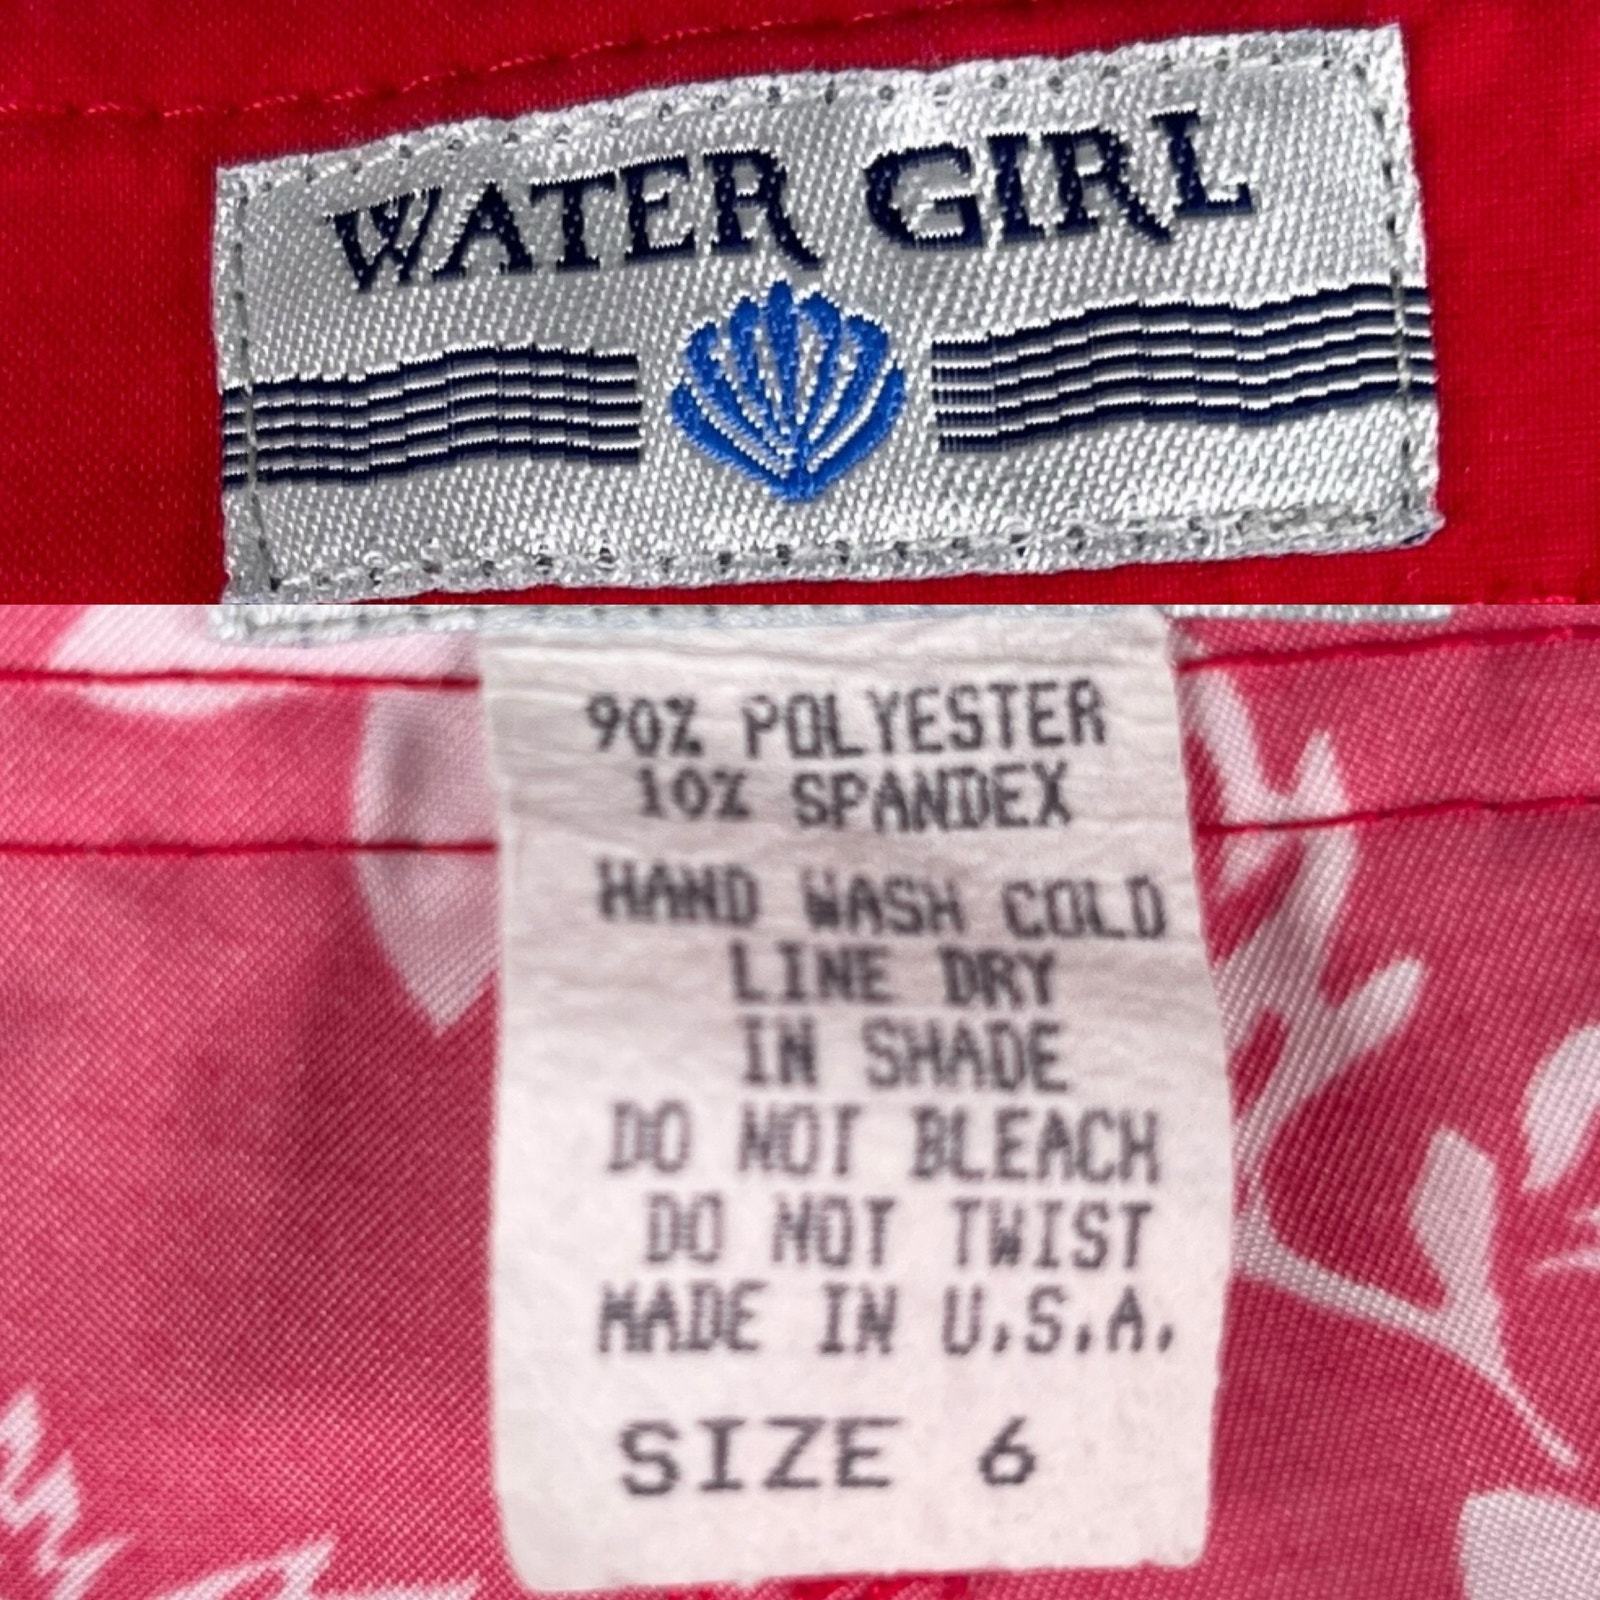 WATER GIRL
90% POLYESTER
10% SPANDEX
HAND WASH COLD
LINE DRY
IN SHADE
DO NOT BLEACH
DO NOT TWIST
MADE IN U.S.A.
SIZE 6